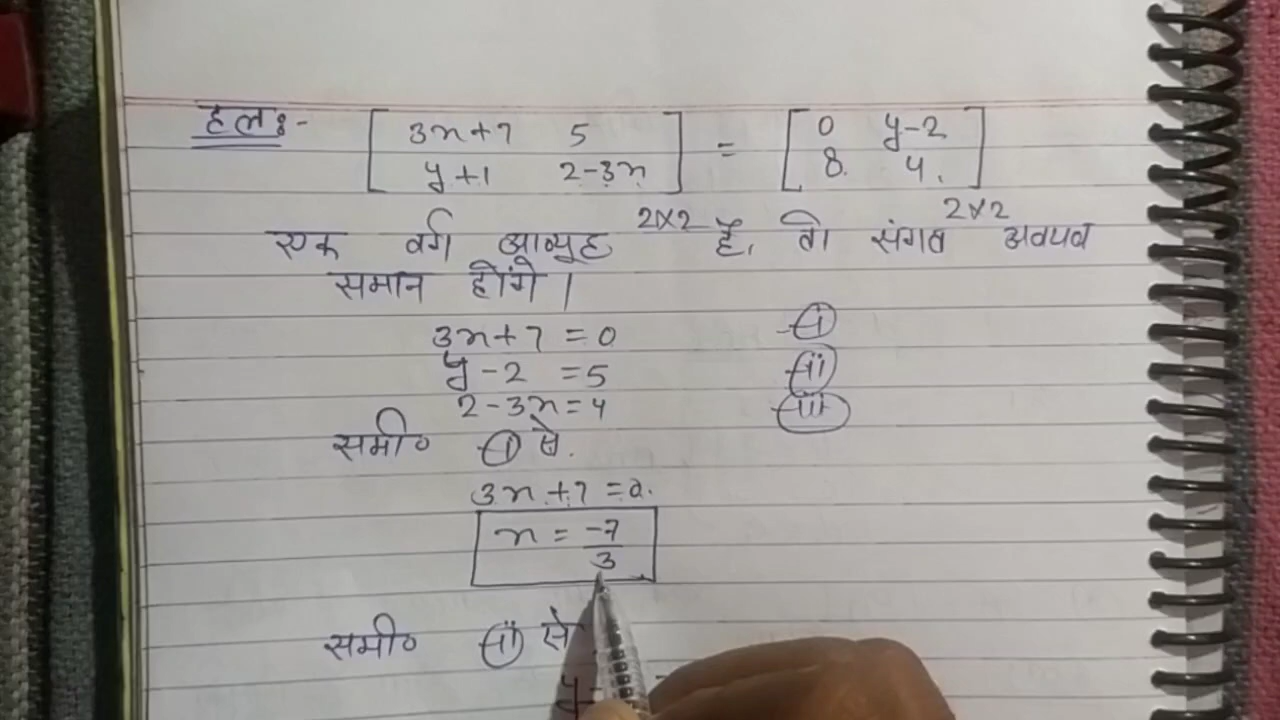 हलः- [ 3x+7 5 ] = [ 0 y-2 ]
[ y+1 2-3x ] [ 8. 4. ]
एक वर्ग आव्यूह 2×2 हैं, तो संगत 2×2 अवयव
समान होंगे ।
3x+7 = 0 -(i)
y-2 = 5 -(ii)
2-3x=4 -(iii)
समी० (i) से.
3x+7=0.
x = -7/3
समी० (ii) से
y-